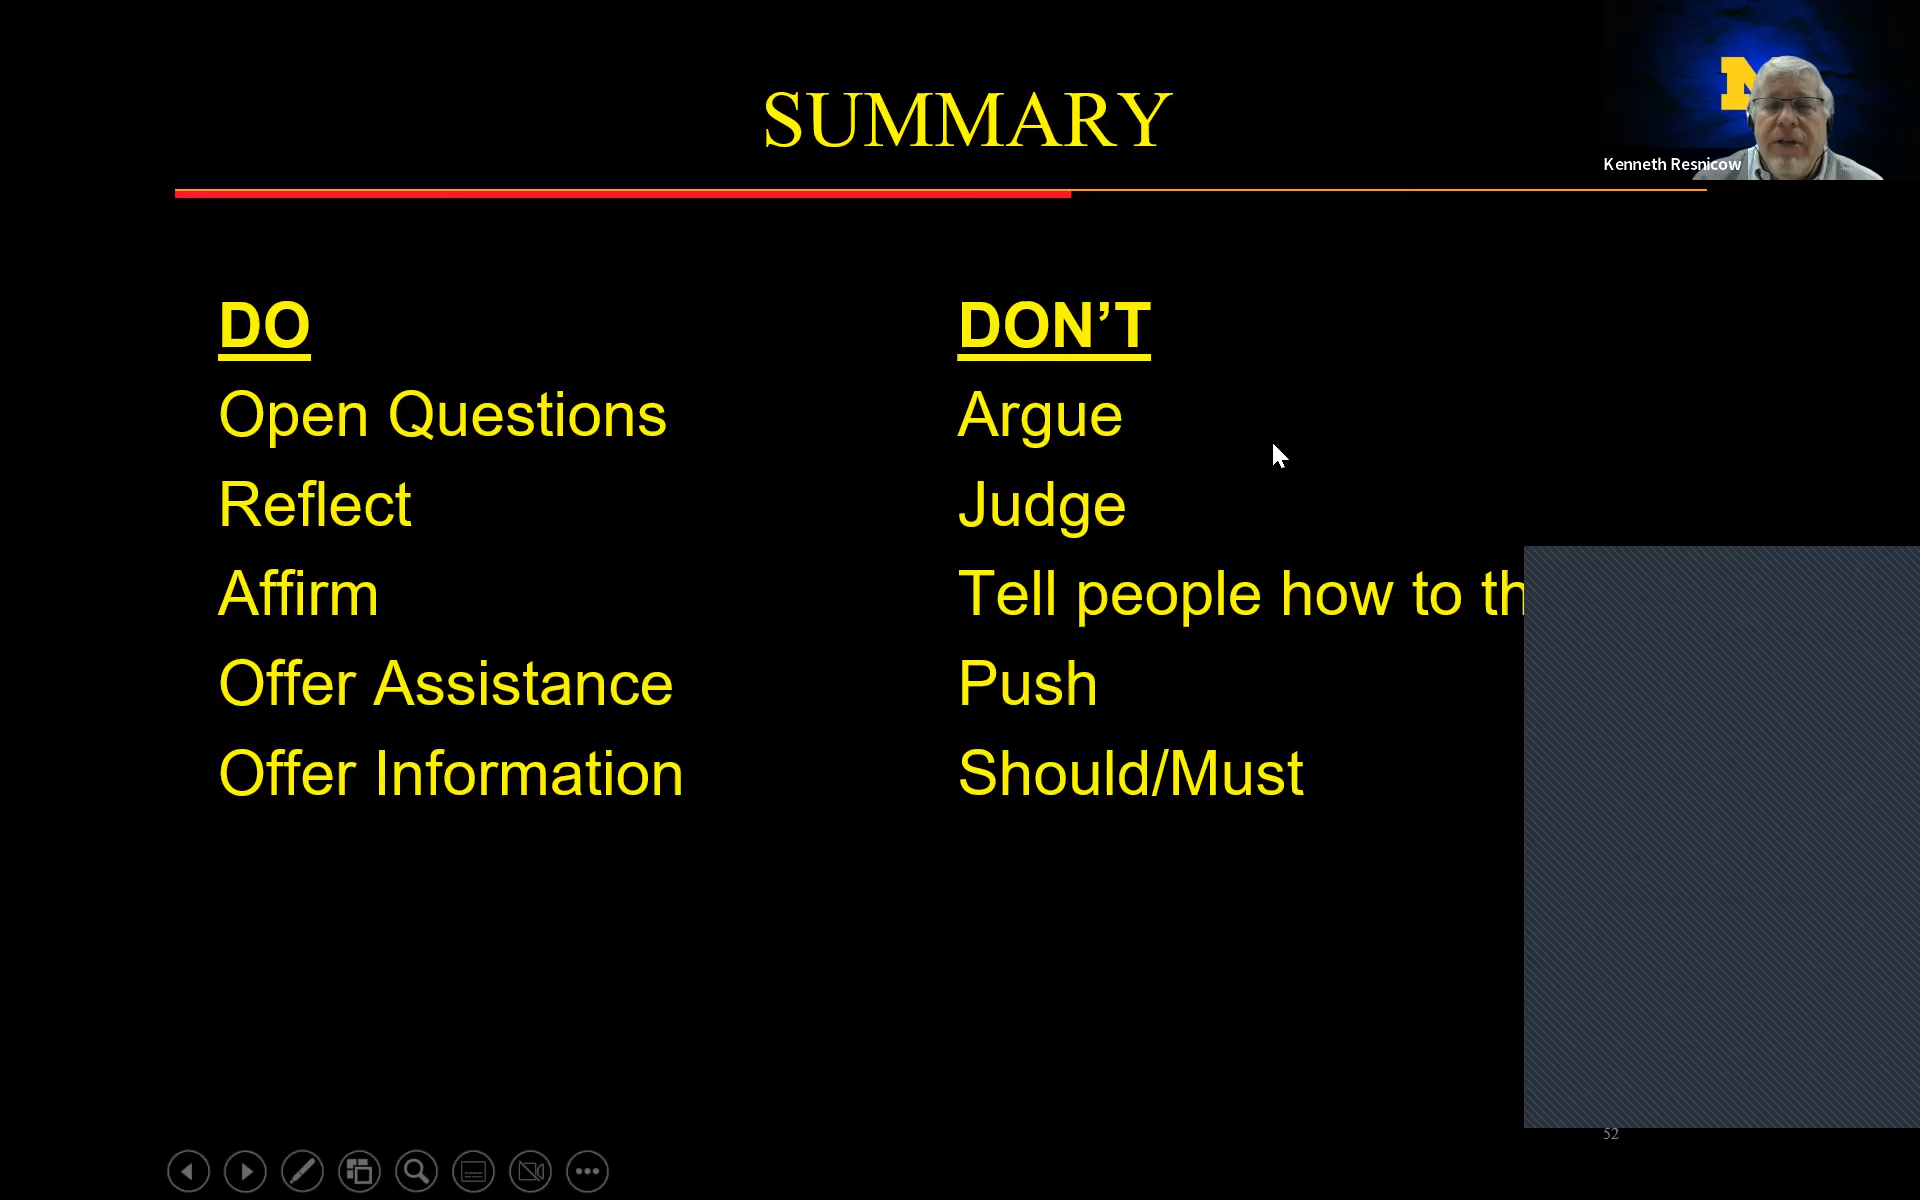 SUMMARY
Kenneth Resnicow
DO
Open Questions
Reflect
Affirm
Offer Assistance
Offer Information
DON’T
Argue
Judge
Tell people how to
Push
Should/Must
52